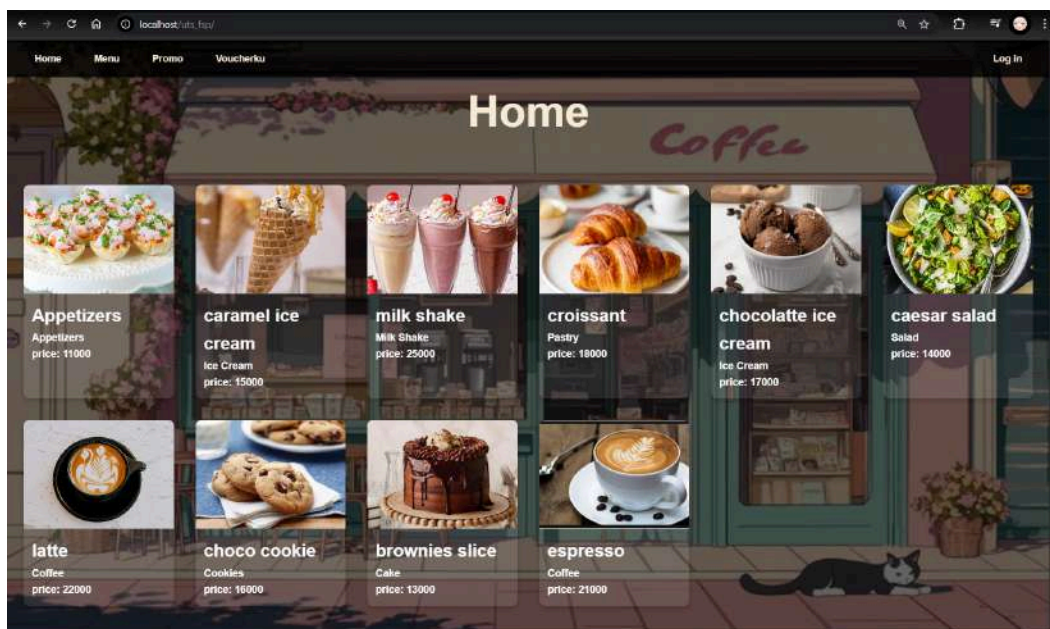 localhost/uts_fsp/
Home Menu Promo Voucherku Log In
Home
Coffee
Appetizers
Appetizers
price: 11000
caramel ice
cream
Ice Cream
price: 15000
milk shake
Milk Shake
price: 25000
croissant
Pastry
price: 18000
chocolatte ice
cream
Ice Cream
price: 17000
caesar salad
Salad
price: 14000
latte
Coffee
price: 22000
choco cookie
Cookies
price: 16000
brownies slice
Cake
price: 13000
espresso
Coffee
price: 21000